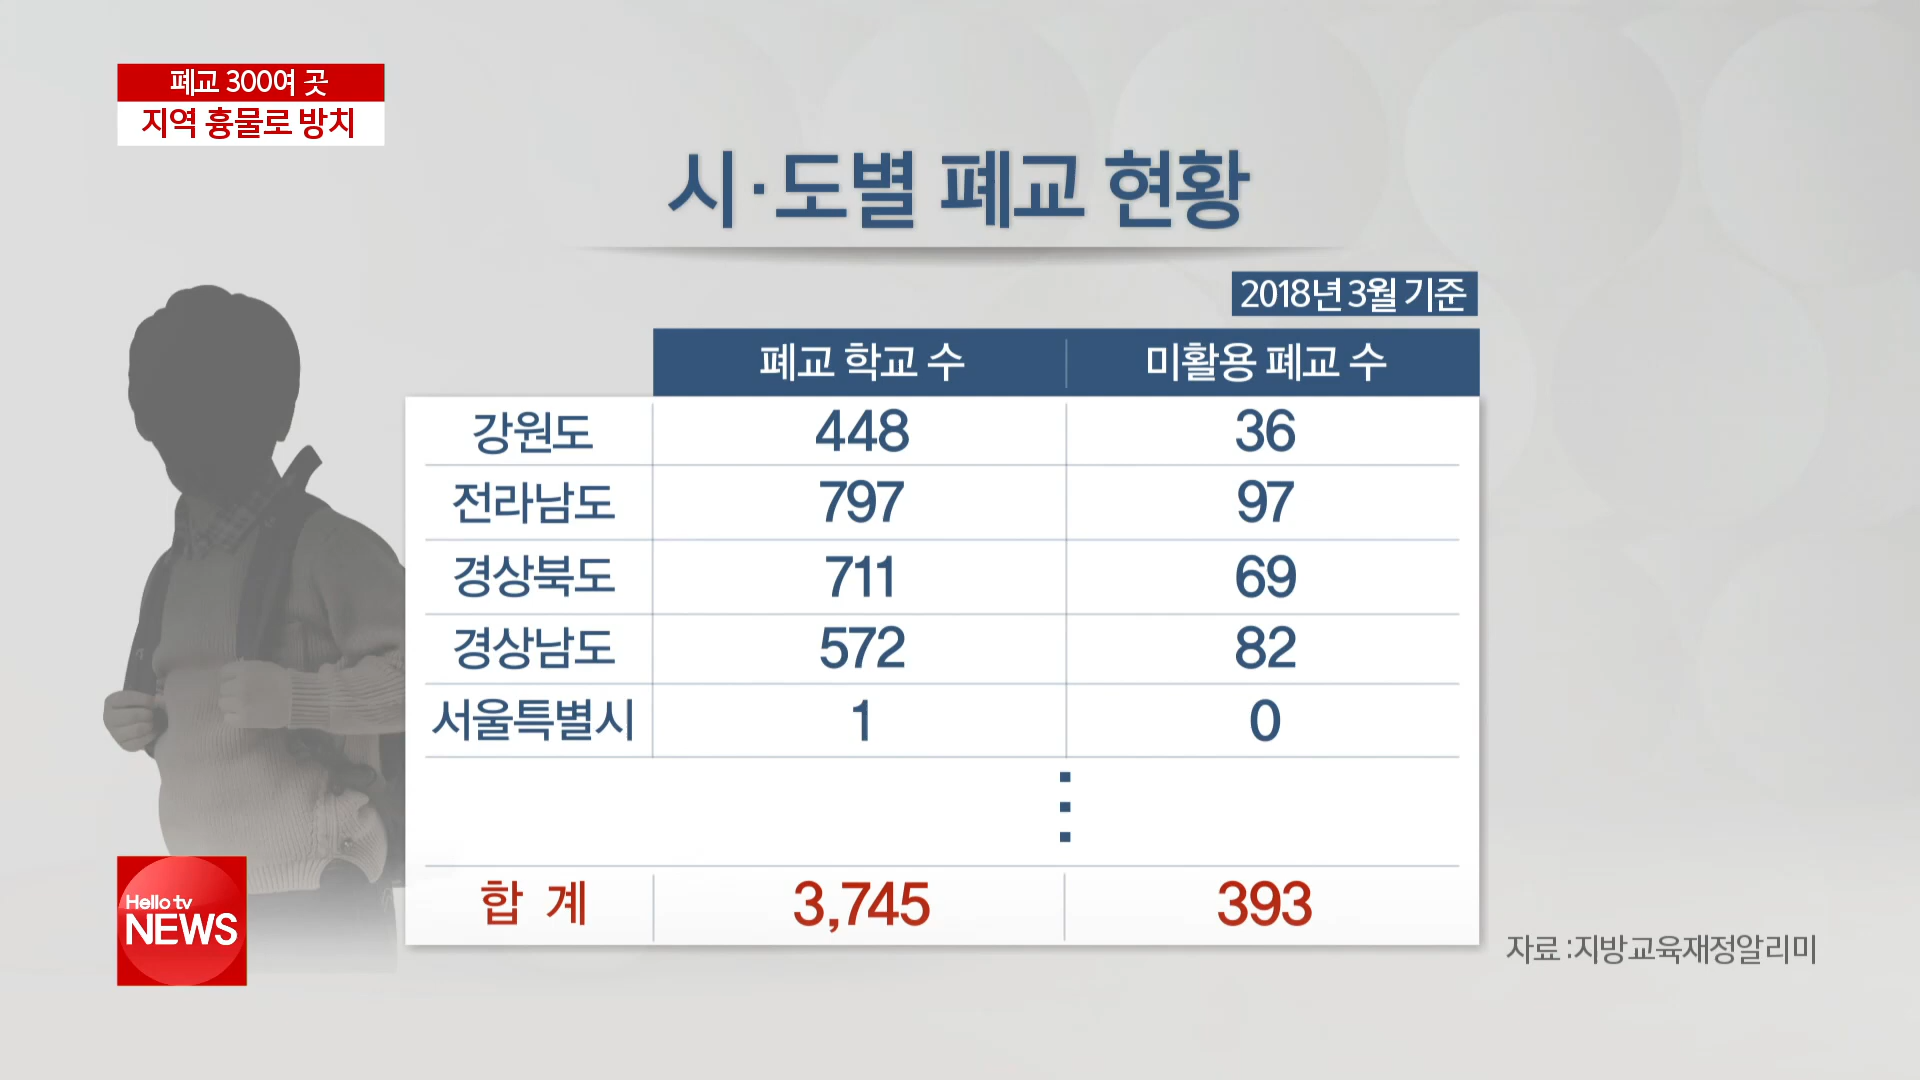 폐교 300여 곳
지역 흉물로 방치
시·도별 폐교 현황
2018년 3월 기준
폐교 학교 수 미활용 폐교 수
강원도 448 36
전라남도 797 97
경상북도 711 69
경상남도 572 82
서울특별시 1 0
합 계 3,745 393
자료 :지방교육재정알리미
Hello tv
NEWS